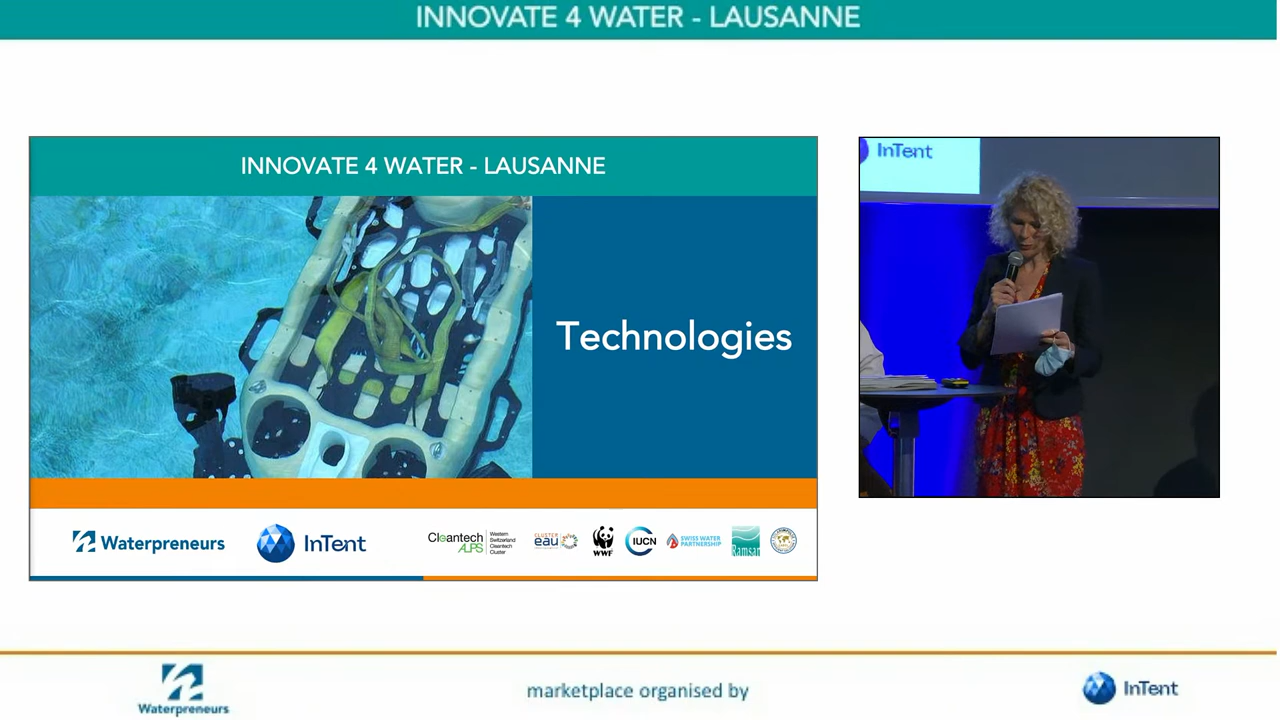 INNOVATE 4 WATER - LAUSANNE
INNOVATE 4 WATER - LAUSANNE
Technologies
Waterpreneurs
InTent
Cleantech
ALPS
Western
Switzerland
Cleantech
Cluster
CLUSTER
eau
WWF
IUCN
SWISS WATER
PARTNERSHIP
Ramsar
InTent
Waterpreneurs
marketplace organised by
InTent